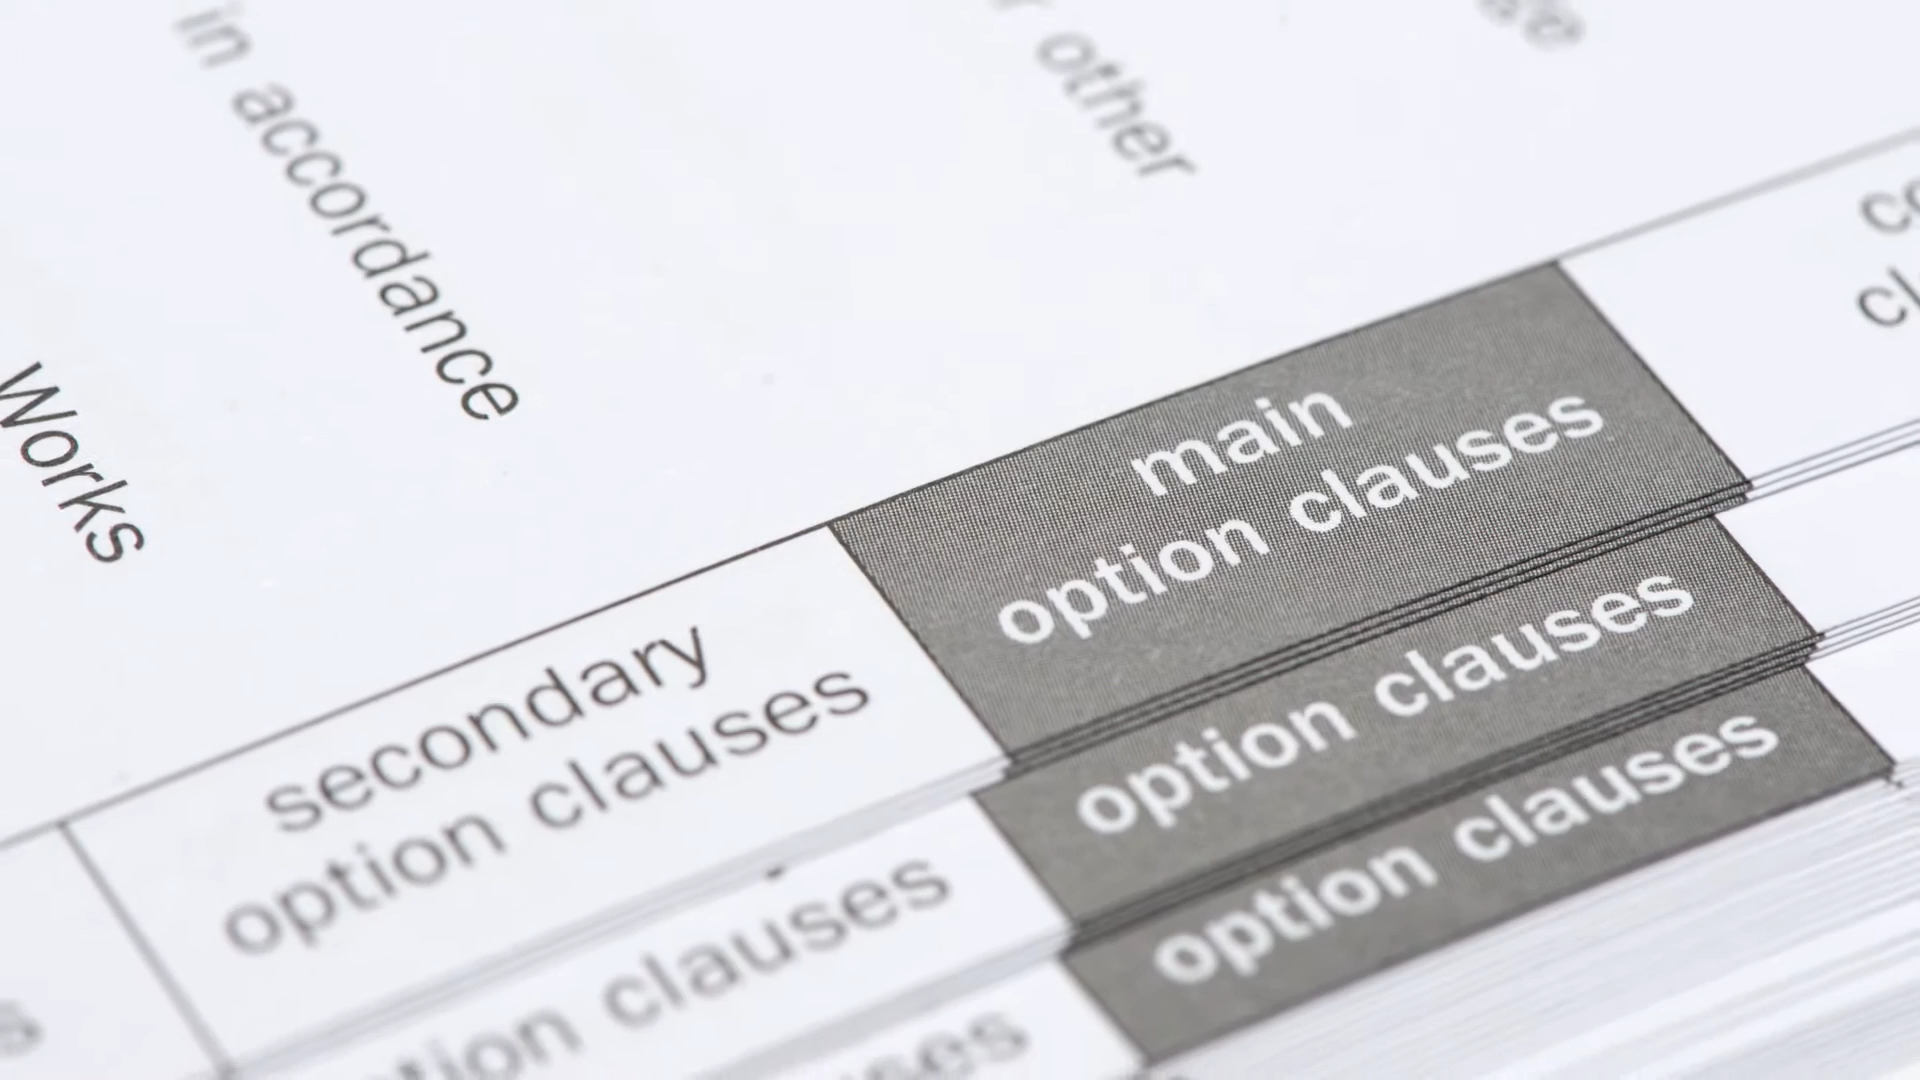 in accordance
other
works
main
option clauses
secondary
option clauses
option clauses
option clauses
option clauses